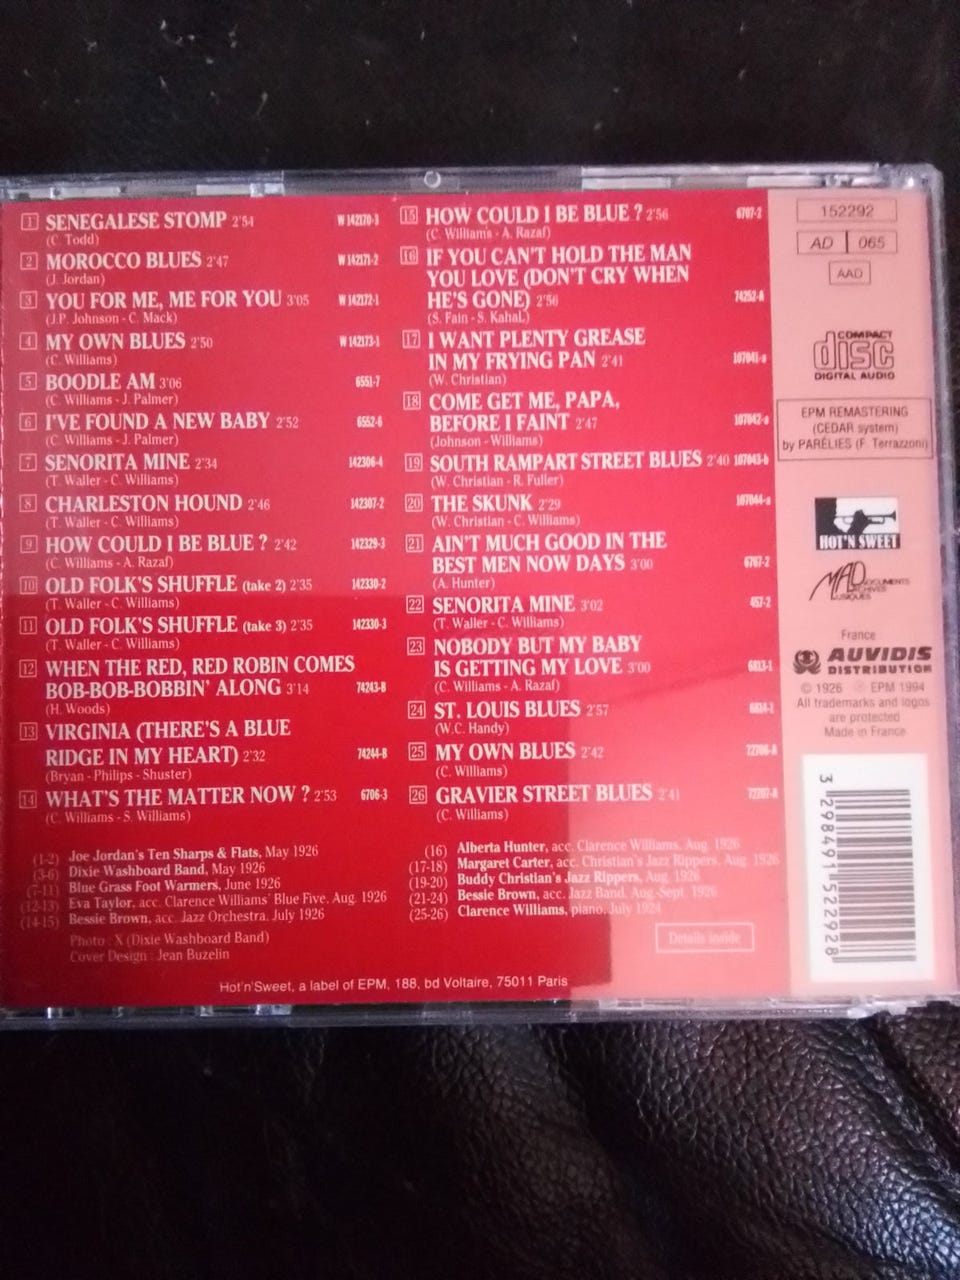 1 SENEGALESE STOMP 2'54 W 142170-3
(C. Todd)
2 MOROCCO BLUES 2'47 W 142171-2
(J. Jordan)
3 YOU FOR ME, ME FOR YOU 3'05 W 142172-1
(J.P. Johnson - C. Mack)
4 MY OWN BLUES 2'50 W 142173-1
(C. Williams)
5 BOODLE AM 3'06 6551-7
(C. Williams - J. Palmer)
6 I'VE FOUND A NEW BABY 2'52 6552-6
(C. Williams - J. Palmer)
7 SENORITA MINE 2'34 142306-4
(T. Waller - C. Williams)
8 CHARLESTON HOUND 2'46 142307-2
(T. Waller - C. Williams)
9 HOW COULD I BE BLUE ? 2'42 142329-3
(C. Williams - A. Razaf)
10 OLD FOLK'S SHUFFLE (take 2) 2'35 142330-2
(T. Waller - C. Williams)
11 OLD FOLK'S SHUFFLE (take 3) 2'35 142330-3
(T. Waller - C. Williams)
12 WHEN THE RED, RED ROBIN COMES
BOB-BOB-BOBBIN' ALONG 3'14 74243-B
(H. Woods)
13 VIRGINIA (THERE'S A BLUE
RIDGE IN MY HEART) 2'32 74244-B
(Bryan - Philips - Shuster)
14 WHAT'S THE MATTER NOW ? 2'53 6706-3
(C. Williams - S. Williams)
15 HOW COULD I BE BLUE ? 2'56 6707-2
(C. Williams - A. Razaf)
16 IF YOU CAN'T HOLD THE MAN
YOU LOVE (DON'T CRY WHEN
HE'S GONE) 2'56 74252-A
(S. Fain - S. Kahal)
17 I WANT PLENTY GREASE
IN MY FRYING PAN 2'41 107041-a
(W. Christian)
18 COME GET ME, PAPA,
BEFORE I FAINT 2'47 107042-a
(Johnson - Williams)
19 SOUTH RAMPART STREET BLUES 2'40 107043-b
(W. Christian - R. Fuller)
20 THE SKUNK 2'29 107044-a
(W. Christian - C. Williams)
21 AIN'T MUCH GOOD IN THE
BEST MEN NOW DAYS 3'00 6767-2
(A. Hunter)
22 SENORITA MINE 3'02 457-2
(T. Waller - C. Williams)
23 NOBODY BUT MY BABY
IS GETTING MY LOVE 3'00 6813-1
(C. Williams - A. Razaf)
24 ST. LOUIS BLUES 2'57 6814-1
(W.C. Handy)
25 MY OWN BLUES 2'42 72706-A
(C. Williams)
26 GRAVIER STREET BLUES 2'41 72707-A
(C. Williams)
(1-2) Joe Jordan's Ten Sharps & Flats, May 1926
(3-6) Dixie Washboard Band, May 1926
(7-11) Blue Grass Foot Warmers, June 1926
(12-13) Eva Taylor, acc. Clarence Williams' Blue Five, Aug. 1926
(14-15) Bessie Brown, acc. Jazz Orchestra. July 1926
Photo : X (Dixie Washboard Band)
Cover Design : Jean Buzelin
(16) Alberta Hunter, acc. Clarence Williams, Aug. 1926
(17-18) Margaret Carter, acc. Christian's Jazz Rippers, Aug. 1926
(19-20) Buddy Christian's Jazz Rippers, Aug. 1926
(21-24) Bessie Brown, acc. Jazz Band, Aug.-Sept. 1926
(25-26) Clarence Williams, piano, July 1924
Details inside
Hot'n'Sweet, a label of EPM, 188, bd Voltaire, 75011 Paris
152292
AD 065
AAD
COMPACT
disc
DIGITAL AUDIO
EPM REMASTERING
(CEDAR system)
by PARÉLIES (F. Terrazzoni)
HOT'N SWEET
MAD
DOCUMENTS
ARCHIVES
MUSIQUES
France
AUVIDIS
DISTRIBUTION
© 1926 ℗ EPM 1994
All trademarks and logos
are protected
Made in France
3 298491 522928